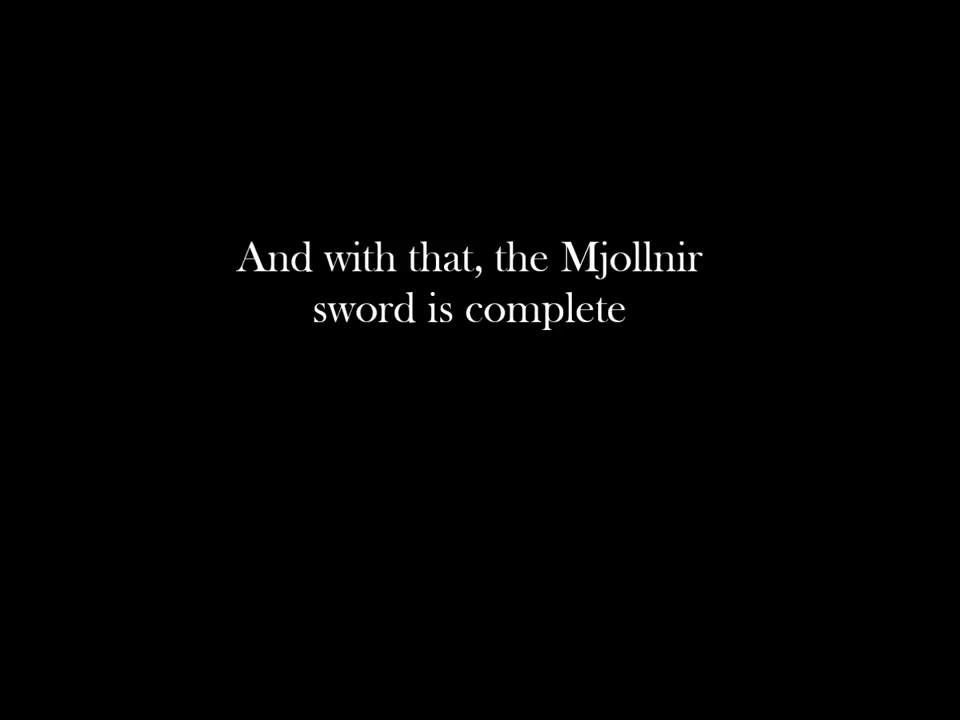 And with that, the Mjollnir
sword is complete